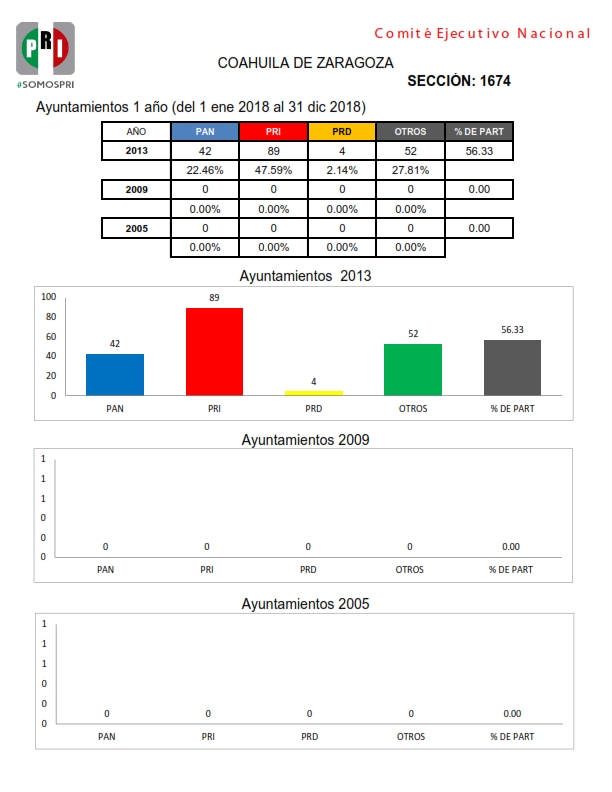 PRI
#SOMOSPRI
Comité Ejecutivo Nacional
COAHUILA DE ZARAGOZA
SECCIÓN: 1674
Ayuntamientos 1 año (del 1 ene 2018 al 31 dic 2018)
AÑO PAN PRI PRD OTROS % DE PART
2013 42 89 4 52 56.33
22.46% 47.59% 2.14% 27.81%
2009 0 0 0 0 0.00
0.00% 0.00% 0.00% 0.00%
2005 0 0 0 0 0.00
0.00% 0.00% 0.00% 0.00%
Ayuntamientos 2013
100
80
60
40
20
0
42 89 4 52 56.33
PAN PRI PRD OTROS % DE PART
Ayuntamientos 2009
1
1
1
0
0
0
0 0 0 0 0.00
PAN PRI PRD OTROS % DE PART
Ayuntamientos 2005
1
1
1
0
0
0
0 0 0 0 0.00
PAN PRI PRD OTROS % DE PART